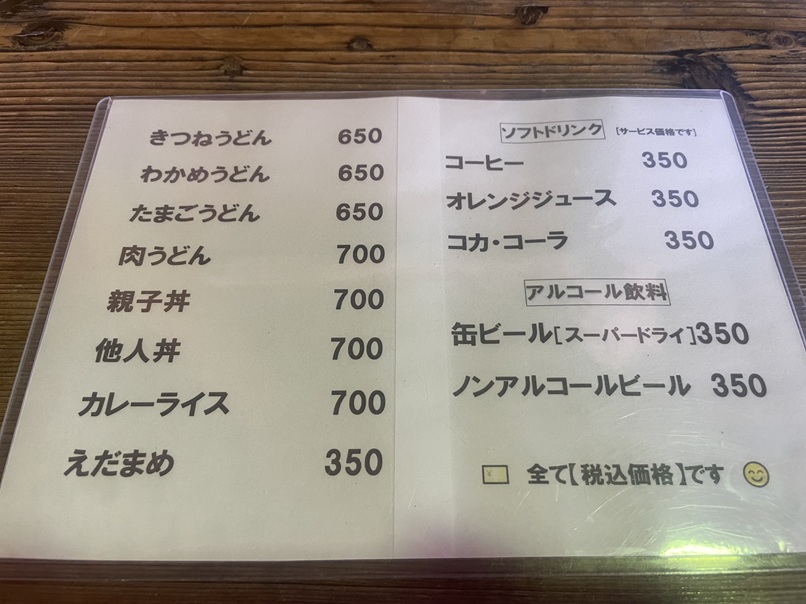 きつねうどん 650
わかめうどん 650
たまごうどん 650
肉うどん 700
親子丼 700
他人丼 700
カレーライス 700
えだまめ 350
ソフトドリンク [サービス価格です]
コーヒー 350
オレンジジュース 350
コカ・コーラ 350
アルコール飲料
缶ビール[スーパードライ]350
ノンアルコールビール 350
全て【税込価格】です